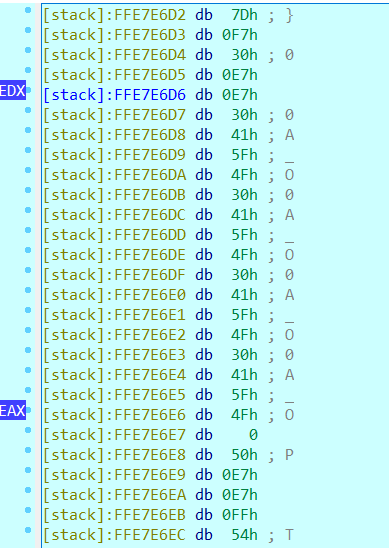 [stack]:FFE7E6D2 db 7Dh ; }
[stack]:FFE7E6D3 db 0F7h
[stack]:FFE7E6D4 db 30h ; 0
[stack]:FFE7E6D5 db 0E7h
EDX [stack]:FFE7E6D6 db 0E7h
[stack]:FFE7E6D7 db 30h ; 0
[stack]:FFE7E6D8 db 41h ; A
[stack]:FFE7E6D9 db 5Fh ; _
[stack]:FFE7E6DA db 4Fh ; O
[stack]:FFE7E6DB db 30h ; 0
[stack]:FFE7E6DC db 41h ; A
[stack]:FFE7E6DD db 5Fh ; _
[stack]:FFE7E6DE db 4Fh ; O
[stack]:FFE7E6DF db 30h ; 0
[stack]:FFE7E6E0 db 41h ; A
[stack]:FFE7E6E1 db 5Fh ; _
[stack]:FFE7E6E2 db 4Fh ; O
[stack]:FFE7E6E3 db 30h ; 0
[stack]:FFE7E6E4 db 41h ; A
[stack]:FFE7E6E5 db 5Fh ; _
EAX [stack]:FFE7E6E6 db 4Fh ; O
[stack]:FFE7E6E7 db 0
[stack]:FFE7E6E8 db 50h ; P
[stack]:FFE7E6E9 db 0E7h
[stack]:FFE7E6EA db 0E7h
[stack]:FFE7E6EB db 0FFh
[stack]:FFE7E6EC db 54h ; T